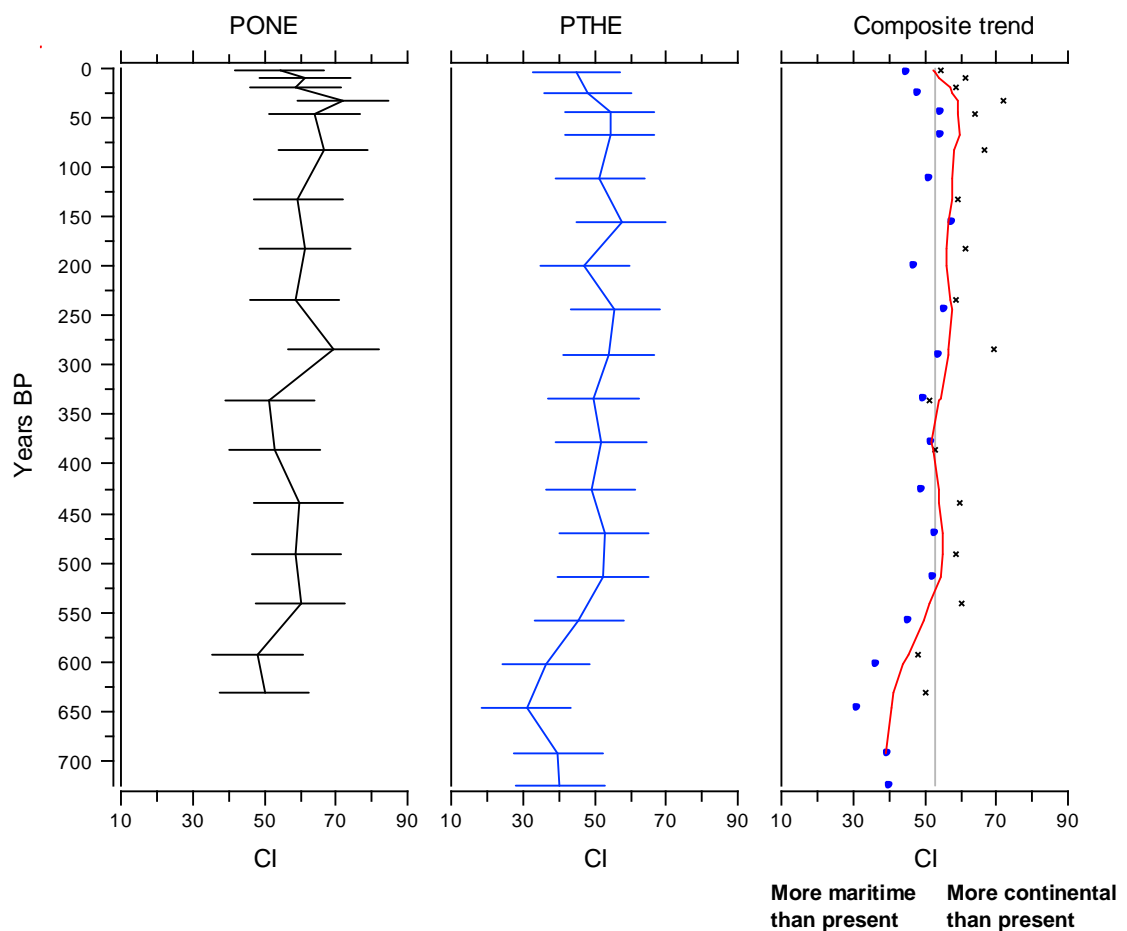 PONE PTHE Composite trend
0
50
100
150
200
250
300
350
400
450
500
550
600
650
700
Years BP
10 30 50 70 90 10 30 50 70 90 10 30 50 70 90
CI CI CI
More maritime More continental
than present than present